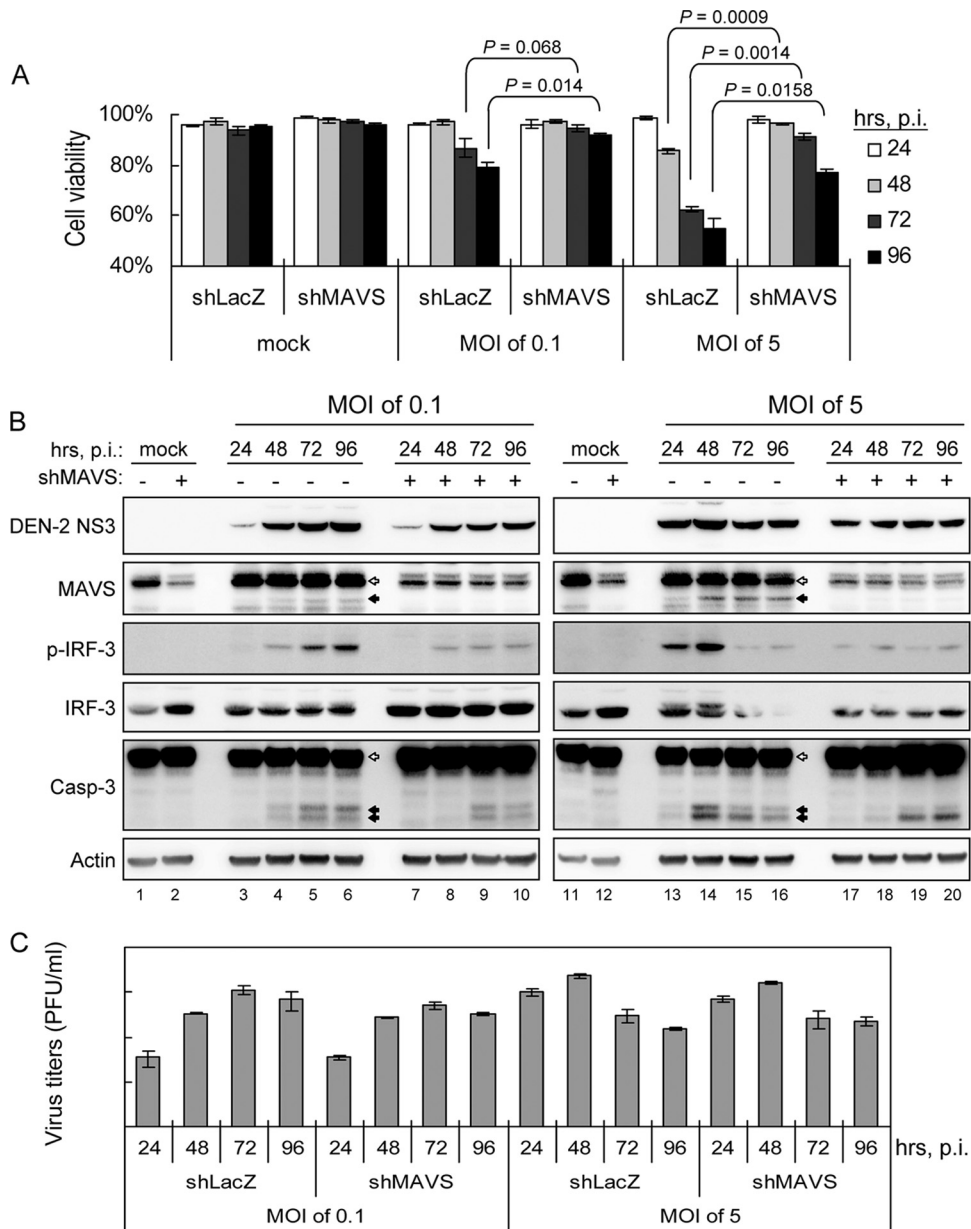 A
P = 0.0009
P = 0.068
P = 0.0014
P = 0.014
P = 0.0158
Cell viability
100%
80%
60%
40%
hrs, p.i.
24
48
72
96
shLacZ shMAVS shLacZ shMAVS shLacZ shMAVS
mock MOI of 0.1 MOI of 5
B
MOI of 0.1 MOI of 5
hrs, p.i.: mock 24 48 72 96 24 48 72 96 mock 24 48 72 96 24 48 72 96
shMAVS: - + - - - - + + + + - + - - - - + + + +
DEN-2 NS3
MAVS
p-IRF-3
IRF-3
Casp-3
Actin
1 2 3 4 5 6 7 8 9 10 11 12 13 14 15 16 17 18 19 20
C
Virus titers (PFU/ml)
24 48 72 96 24 48 72 96 24 48 72 96 24 48 72 96 hrs, p.i.
shLacZ shMAVS shLacZ shMAVS
MOI of 0.1 MOI of 5